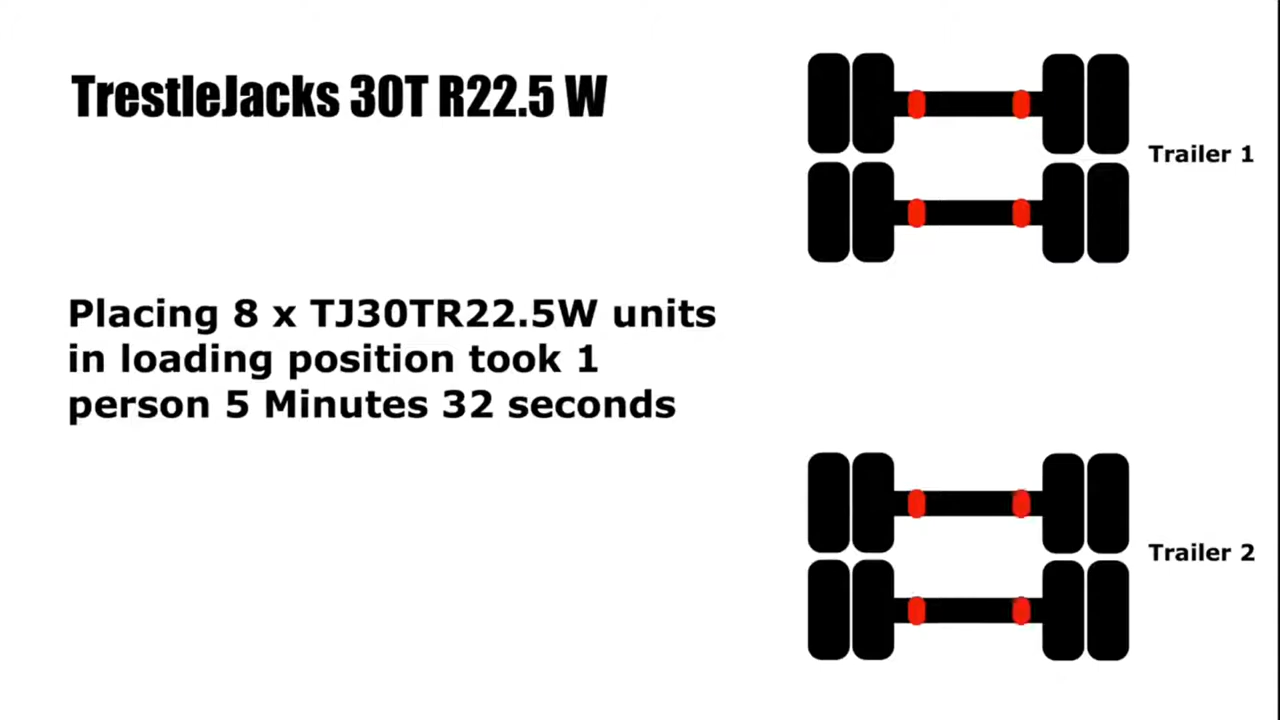 TrestleJacks 30T R22.5 W
Trailer 1
Placing 8 x TJ30TR22.5W units
in loading position took 1
person 5 Minutes 32 seconds
Trailer 2